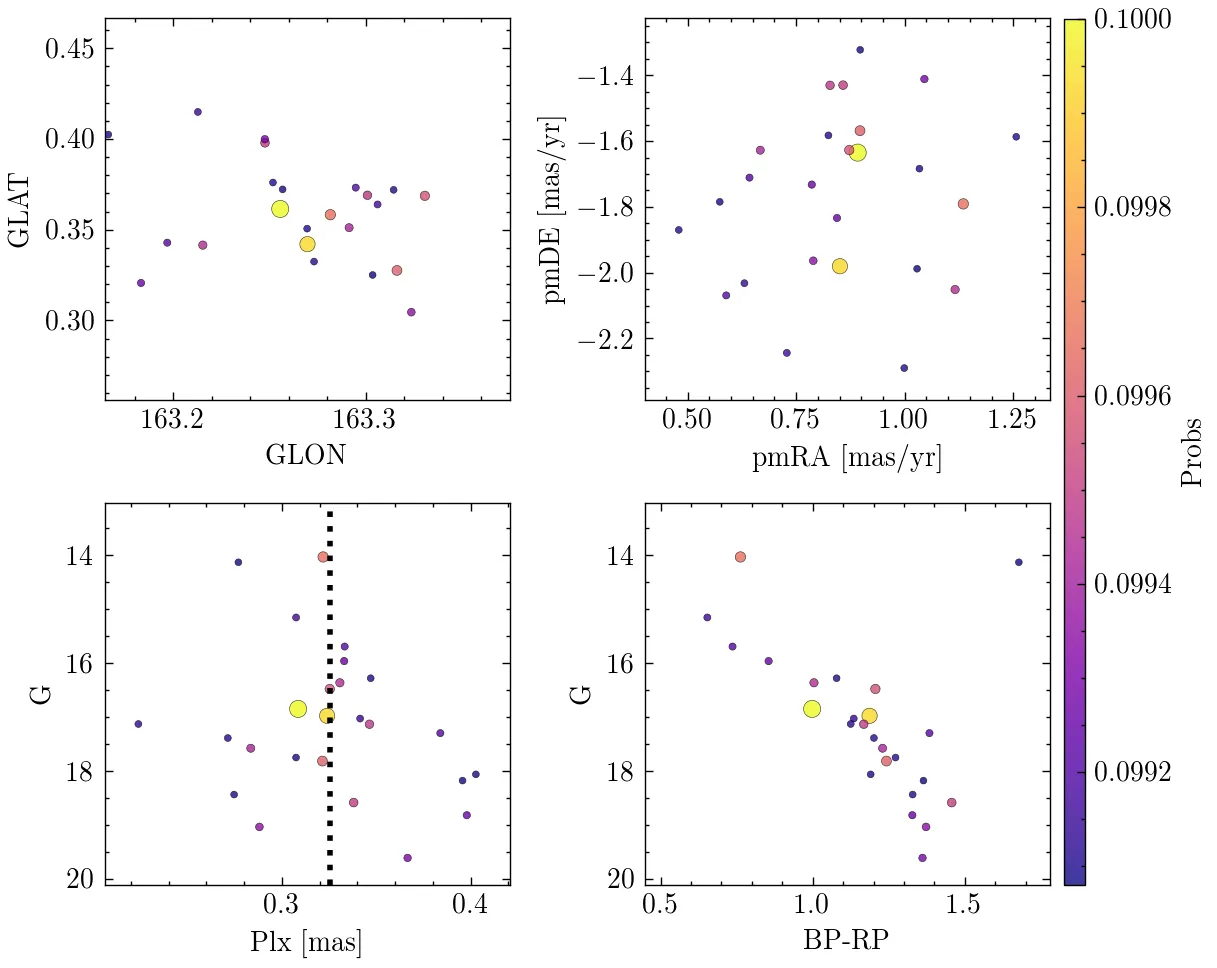 0.45
0.40
0.35
0.30
GLAT
163.2 163.3
GLON
−1.4
−1.6
−1.8
−2.0
−2.2
pmDE [mas/yr]
0.50 0.75 1.00 1.25
pmRA [mas/yr]
14
16
18
20
G
0.3 0.4
Plx [mas]
14
16
18
20
G
0.5 1.0 1.5
BP-RP
0.1000
0.0998
0.0996
0.0994
0.0992
Probs